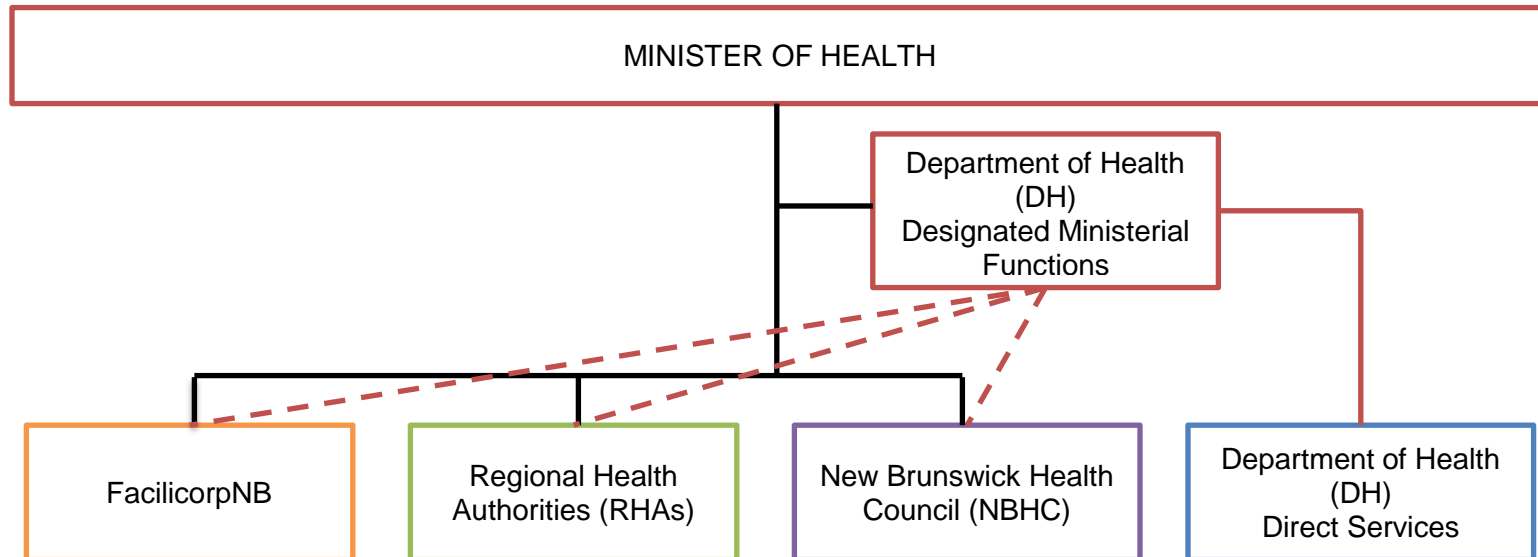 MINISTER OF HEALTH
Department of Health
(DH)
Designated Ministerial
Functions
FacilicorpNB
Regional Health
Authorities (RHAs)
New Brunswick Health
Council (NBHC)
Department of Health
(DH)
Direct Services